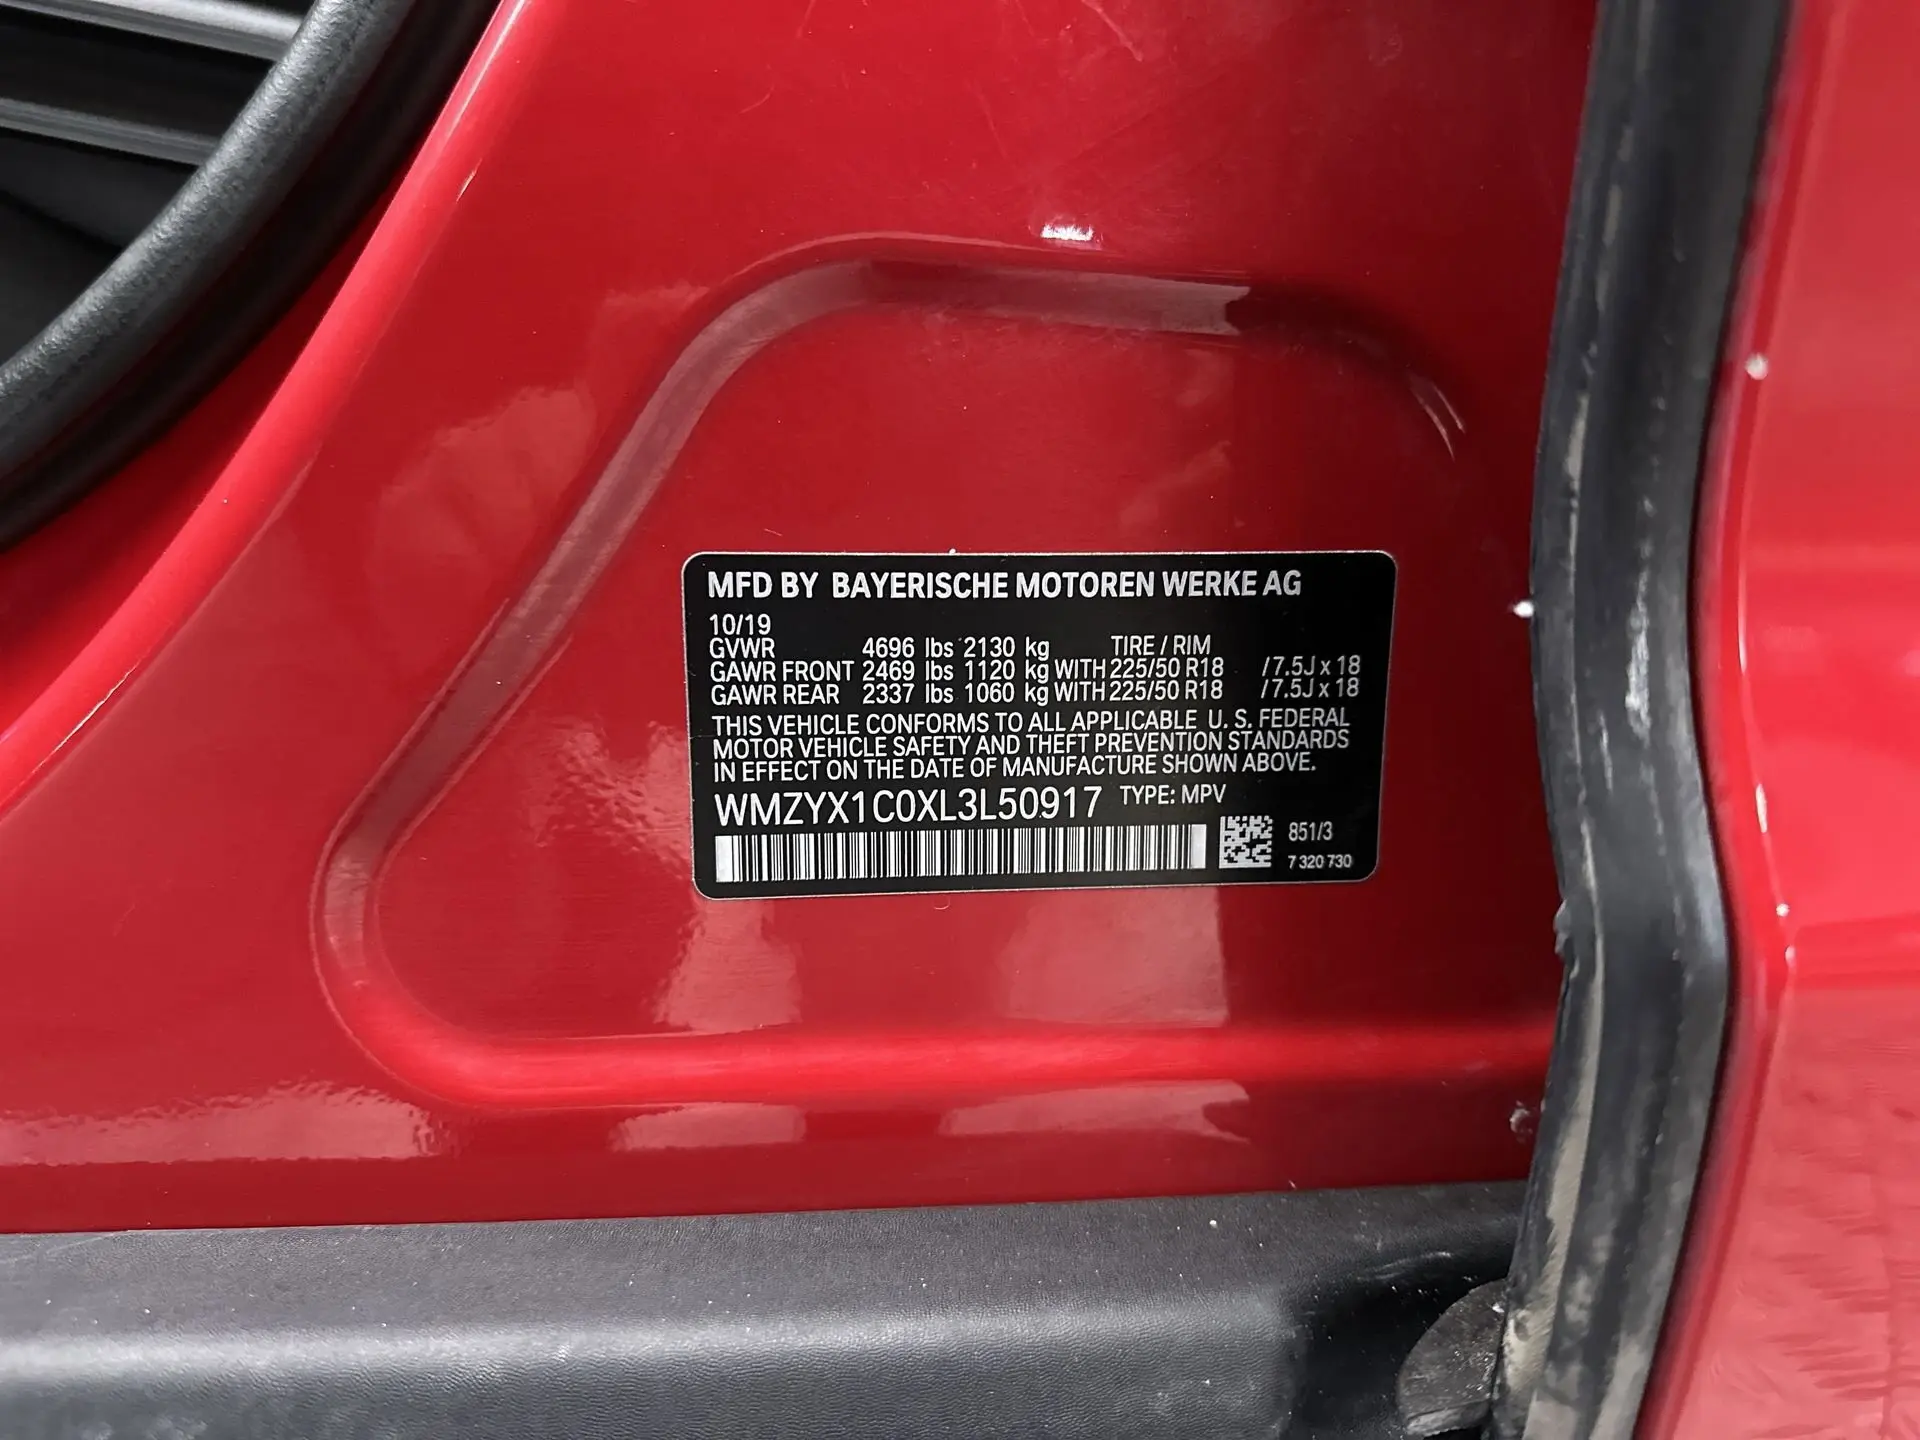 MFD BY BAYERISCHE MOTOREN WERKE AG
10/19
GVWR 4696 lbs 2130 kg TIRE / RIM
GAWR FRONT 2469 lbs 1120 kg WITH 225/50 R18 /7.5J x 18
GAWR REAR 2337 lbs 1060 kg WITH 225/50 R18 /7.5J x 18
THIS VEHICLE CONFORMS TO ALL APPLICABLE U. S. FEDERAL
MOTOR VEHICLE SAFETY AND THEFT PREVENTION STANDARDS
IN EFFECT ON THE DATE OF MANUFACTURE SHOWN ABOVE.
WMZYX1C0XL3L50917 TYPE: MPV
851/3
7 320 730